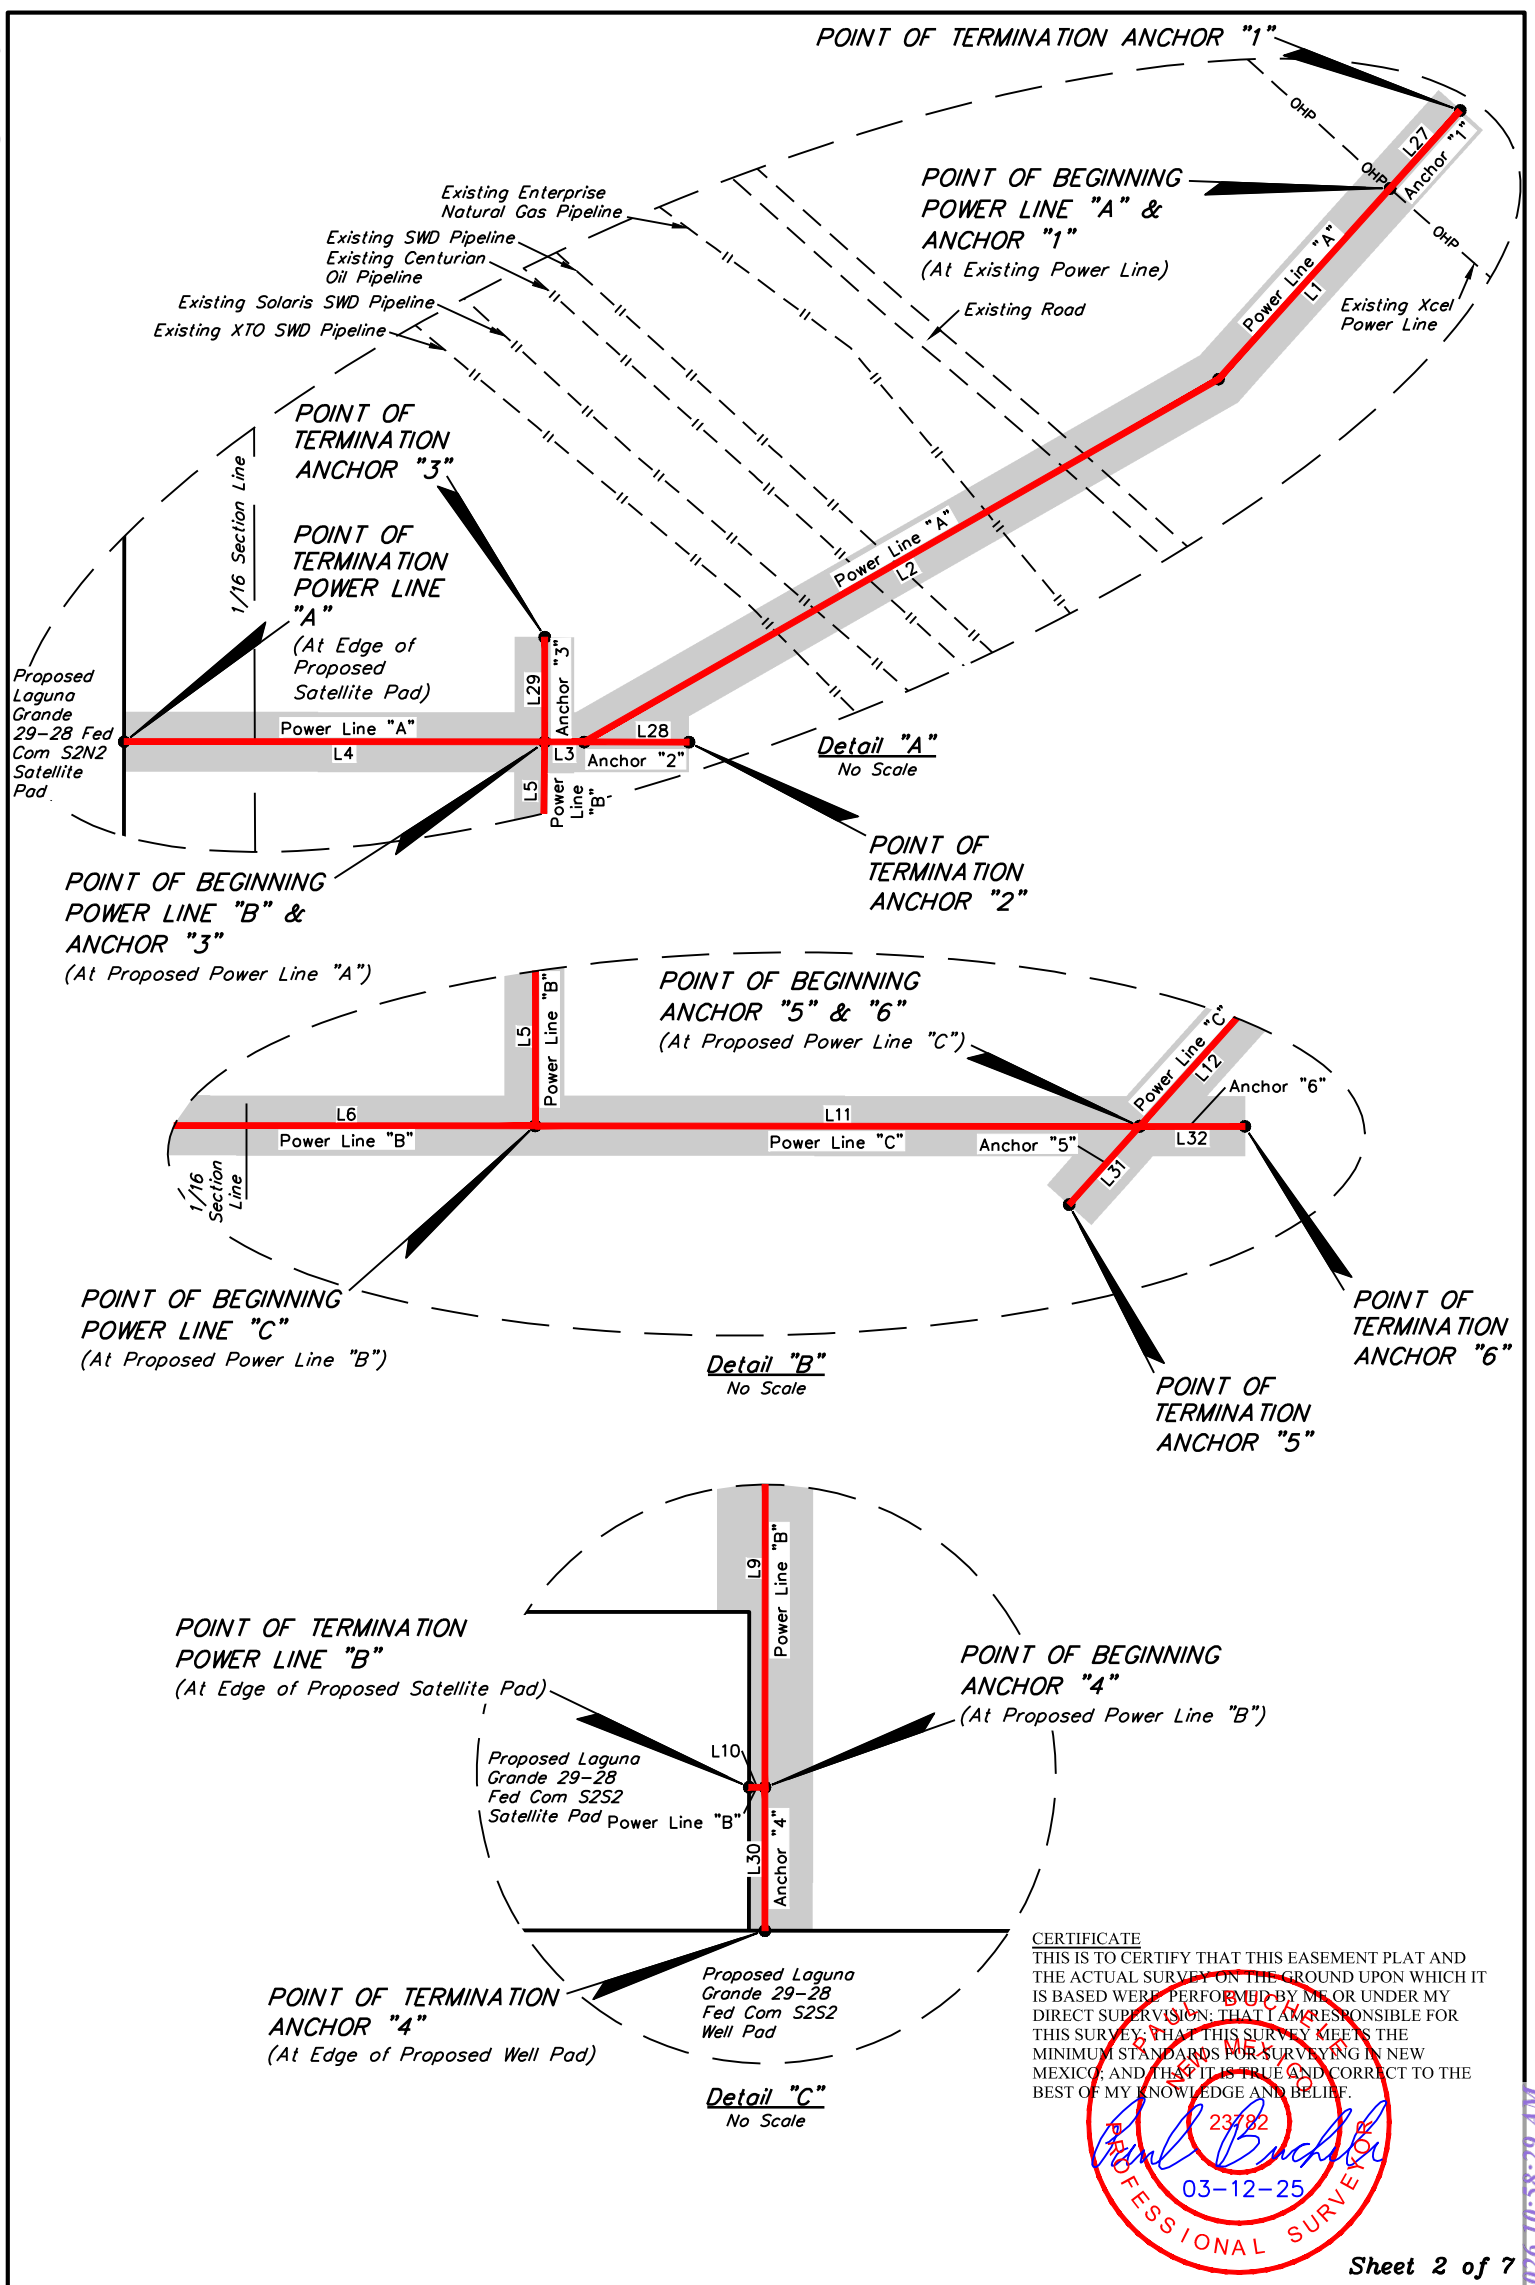 POINT OF TERMINATION ANCHOR "1"
OHP
L27
Anchor "1"
OHP
POINT OF BEGINNING
POWER LINE "A" &
ANCHOR "1"
(At Existing Power Line)
OHP
Existing Enterprise
Natural Gas Pipeline
Existing SWD Pipeline
Existing Centurian
Oil Pipeline
Existing Solaris SWD Pipeline
Existing XTO SWD Pipeline
Power Line "A"
L1
Existing Road
Existing Xcel
Power Line
POINT OF
TERMINATION
ANCHOR "3"
1/16 Section Line
POINT OF
TERMINATION
POWER LINE
"A"
(At Edge of
Proposed
Satellite Pad)
Power Line "A"
L2
Proposed
Laguna
Grande
29-28 Fed
Com S2N2
Satellite
Pad
L29
Anchor "3"
Power Line "A"
L4
L3
L28
Anchor "2"
L5
Power
Line
"B"
Detail "A"
No Scale
POINT OF
TERMINATION
ANCHOR "2"
POINT OF BEGINNING
POWER LINE "B" &
ANCHOR "3"
(At Proposed Power Line "A")
POINT OF BEGINNING
ANCHOR "5" & "6"
(At Proposed Power Line "C")
L5
Power Line "B"
Power Line "C"
L12
Anchor "6"
L6
Power Line "B"
L11
Power Line "C"
Anchor "5"
L31
L32
1/16
Section
Line
POINT OF BEGINNING
POWER LINE "C"
(At Proposed Power Line "B")
Detail "B"
No Scale
POINT OF
TERMINATION
ANCHOR "6"
POINT OF
TERMINATION
ANCHOR "5"
L9
Power Line "B"
POINT OF TERMINATION
POWER LINE "B"
(At Edge of Proposed Satellite Pad)
POINT OF BEGINNING
ANCHOR "4"
(At Proposed Power Line "B")
L10
Proposed Laguna
Grande 29-28
Fed Com S2S2
Satellite Pad
Power Line "B"
L30
Anchor "4"
POINT OF TERMINATION
ANCHOR "4"
(At Edge of Proposed Well Pad)
Proposed Laguna
Grande 29-28
Fed Com S2S2
Well Pad
Detail "C"
No Scale
CERTIFICATE
THIS IS TO CERTIFY THAT THIS EASEMENT PLAT AND
THE ACTUAL SURVEY ON THE GROUND UPON WHICH IT
IS BASED WERE PERFORMED BY ME OR UNDER MY
DIRECT SUPERVISION; THAT I AM RESPONSIBLE FOR
THIS SURVEY; THAT THIS SURVEY MEETS THE
MINIMUM STANDARDS FOR SURVEYING IN NEW
MEXICO; AND THAT IT IS TRUE AND CORRECT TO THE
BEST OF MY KNOWLEDGE AND BELIEF.
PAUL BUCHELE
NEW MEXICO
23782
Paul Buchele
03-12-25
PROFESSIONAL SURVEYOR
Sheet 2 of 7